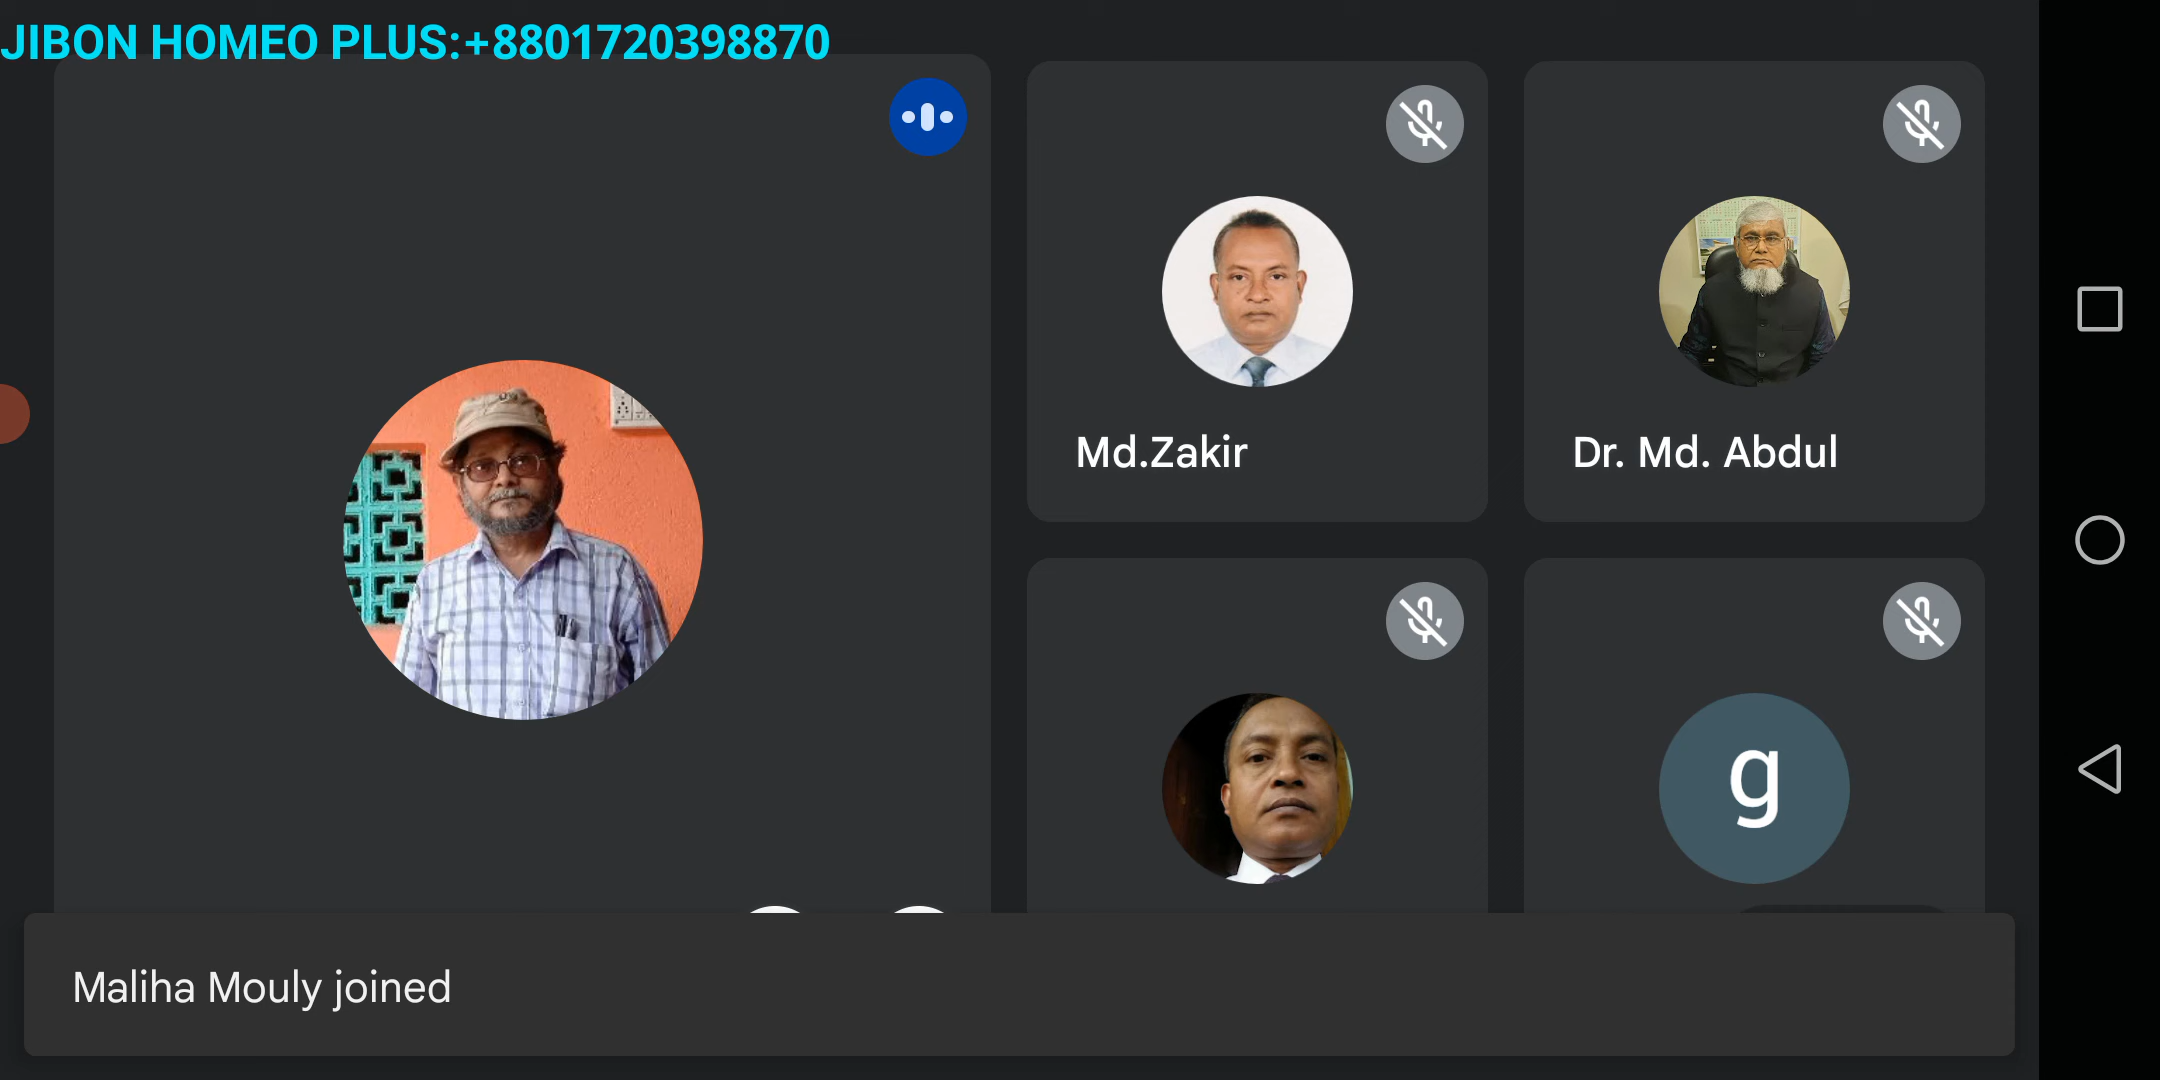 JIBON HOMEO PLUS:+8801720398870
Md.Zakir
Dr. Md. Abdul
g
Maliha Mouly joined